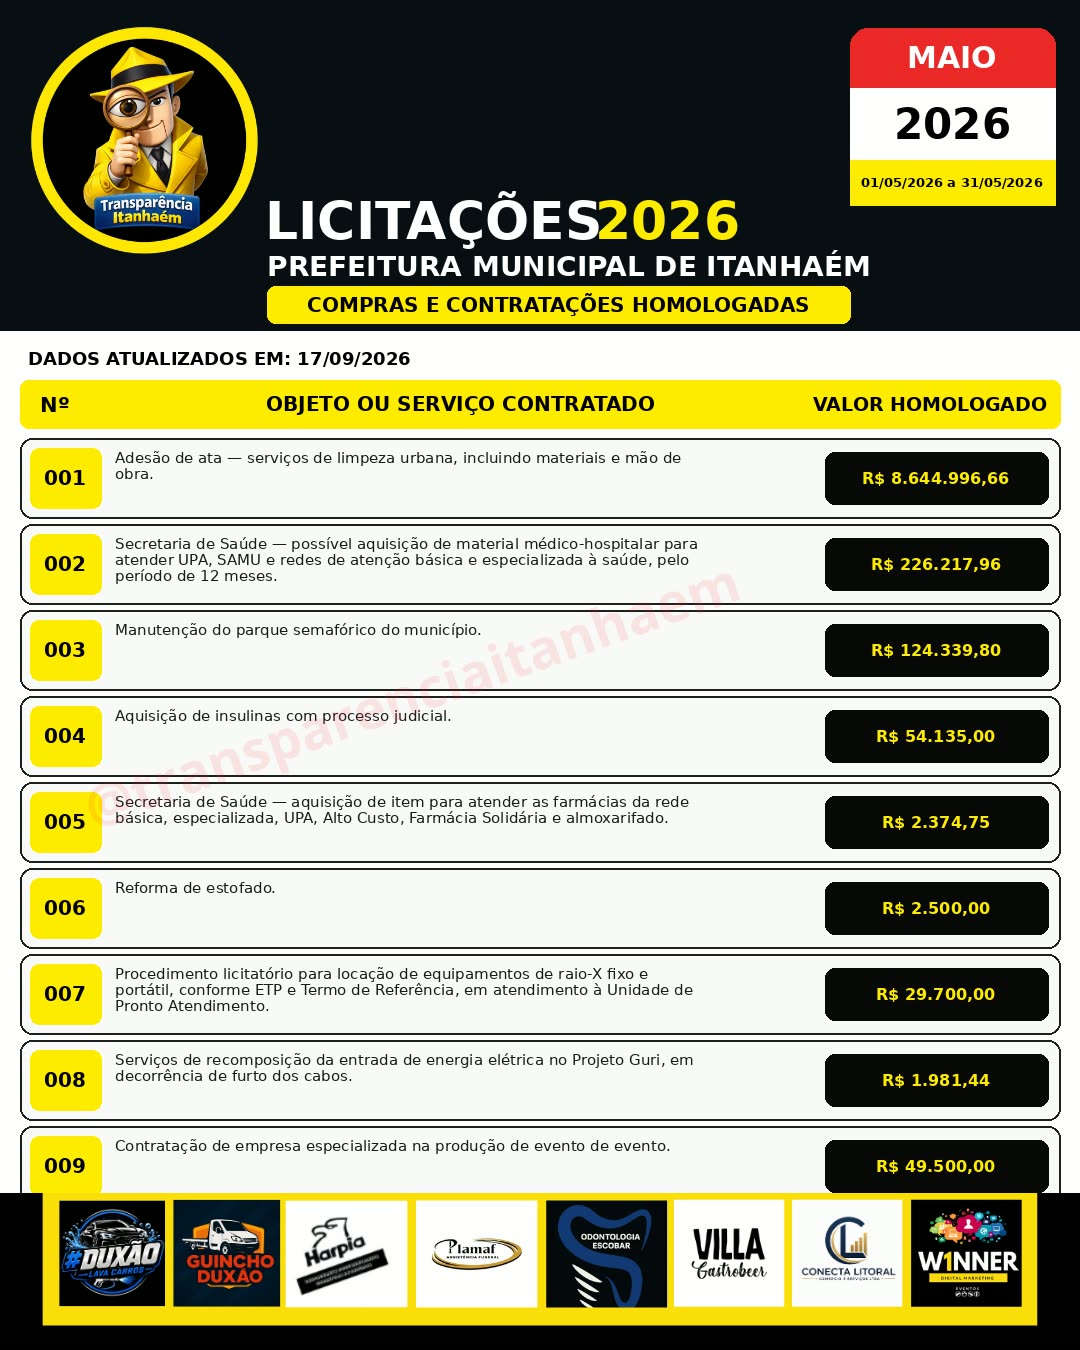 MAIO
2026
01/05/2026 a 31/05/2026
Transparência
Itanhaém
LICITAÇÕES2026
PREFEITURA MUNICIPAL DE ITANHAÉM
COMPRAS E CONTRATAÇÕES HOMOLOGADAS
DADOS ATUALIZADOS EM: 17/09/2026
Nº OBJETO OU SERVIÇO CONTRATADO VALOR HOMOLOGADO
001 Adesão de ata — serviços de limpeza urbana, incluindo materiais e mão de
obra.
R$ 8.644.996,66
002 Secretaria de Saúde — possível aquisição de material médico-hospitalar para
atender UPA, SAMU e redes de atenção básica e especializada à saúde, pelo
período de 12 meses.
R$ 226.217,96
003 Manutenção do parque semafórico do município.
R$ 124.339,80
004 Aquisição de insulinas com processo judicial.
R$ 54.135,00
005 Secretaria de Saúde — aquisição de item para atender as farmácias da rede
básica, especializada, UPA, Alto Custo, Farmácia Solidária e almoxarifado.
R$ 2.374,75
006 Reforma de estofado.
R$ 2.500,00
007 Procedimento licitatório para locação de equipamentos de raio-X fixo e
portátil, conforme ETP e Termo de Referência, em atendimento à Unidade de
Pronto Atendimento.
R$ 29.700,00
008 Serviços de recomposição da entrada de energia elétrica no Projeto Guri, em
decorrência de furto dos cabos.
R$ 1.981,44
009 Contratação de empresa especializada na produção de evento de evento.
R$ 49.500,00
@transparenciaitanhaem
#DUXÃO
LAVA CARROS
GUINCHO
DUXÃO
Harpia
Plamaf
ASSISTÊNCIA FUNERAL
ODONTOLOGIA
ESCOBAR
VILLA
Gastrobeer
CONECTA LITORAL
COMERCIO E SERVIÇOS LTDA
W1NNER
DIGITAL MARKETING
EVENTOS